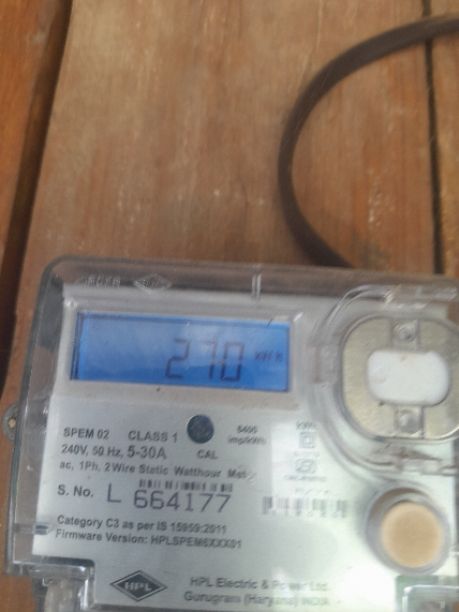 270 kWh
SPEM 02 CLASS 1
240V, 50 Hz, 5-30A CAL imp/kWh
ac, 1Ph, 2 Wire Static Watthour Meter
S. No. L 664177
Category C3 as per IS 15959:2011
Firmware Version: HPLSPEM6XXX01
HPL HPL Electric & Power Ltd.
Gurugram (Haryana) INDIA